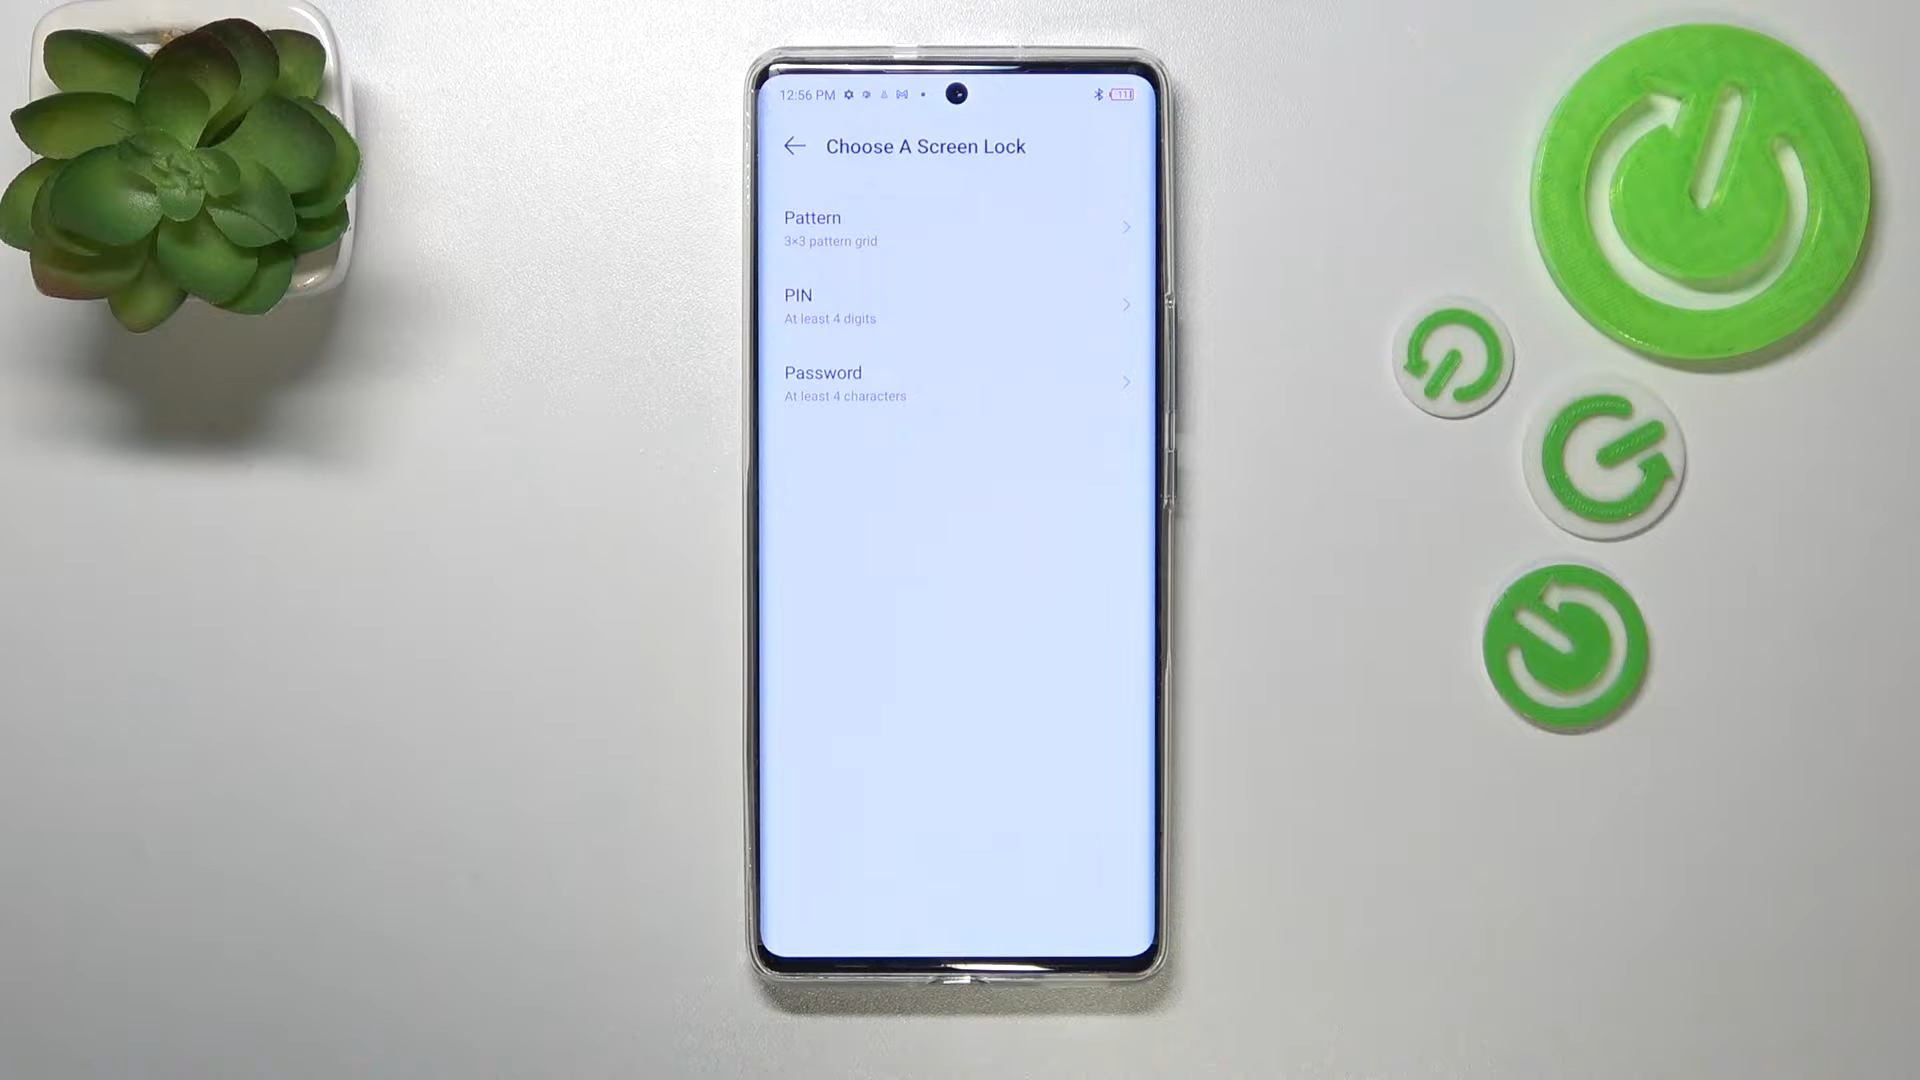 12:56 PM
11
Choose A Screen Lock
Pattern
3×3 pattern grid
PIN
At least 4 digits
Password
At least 4 characters